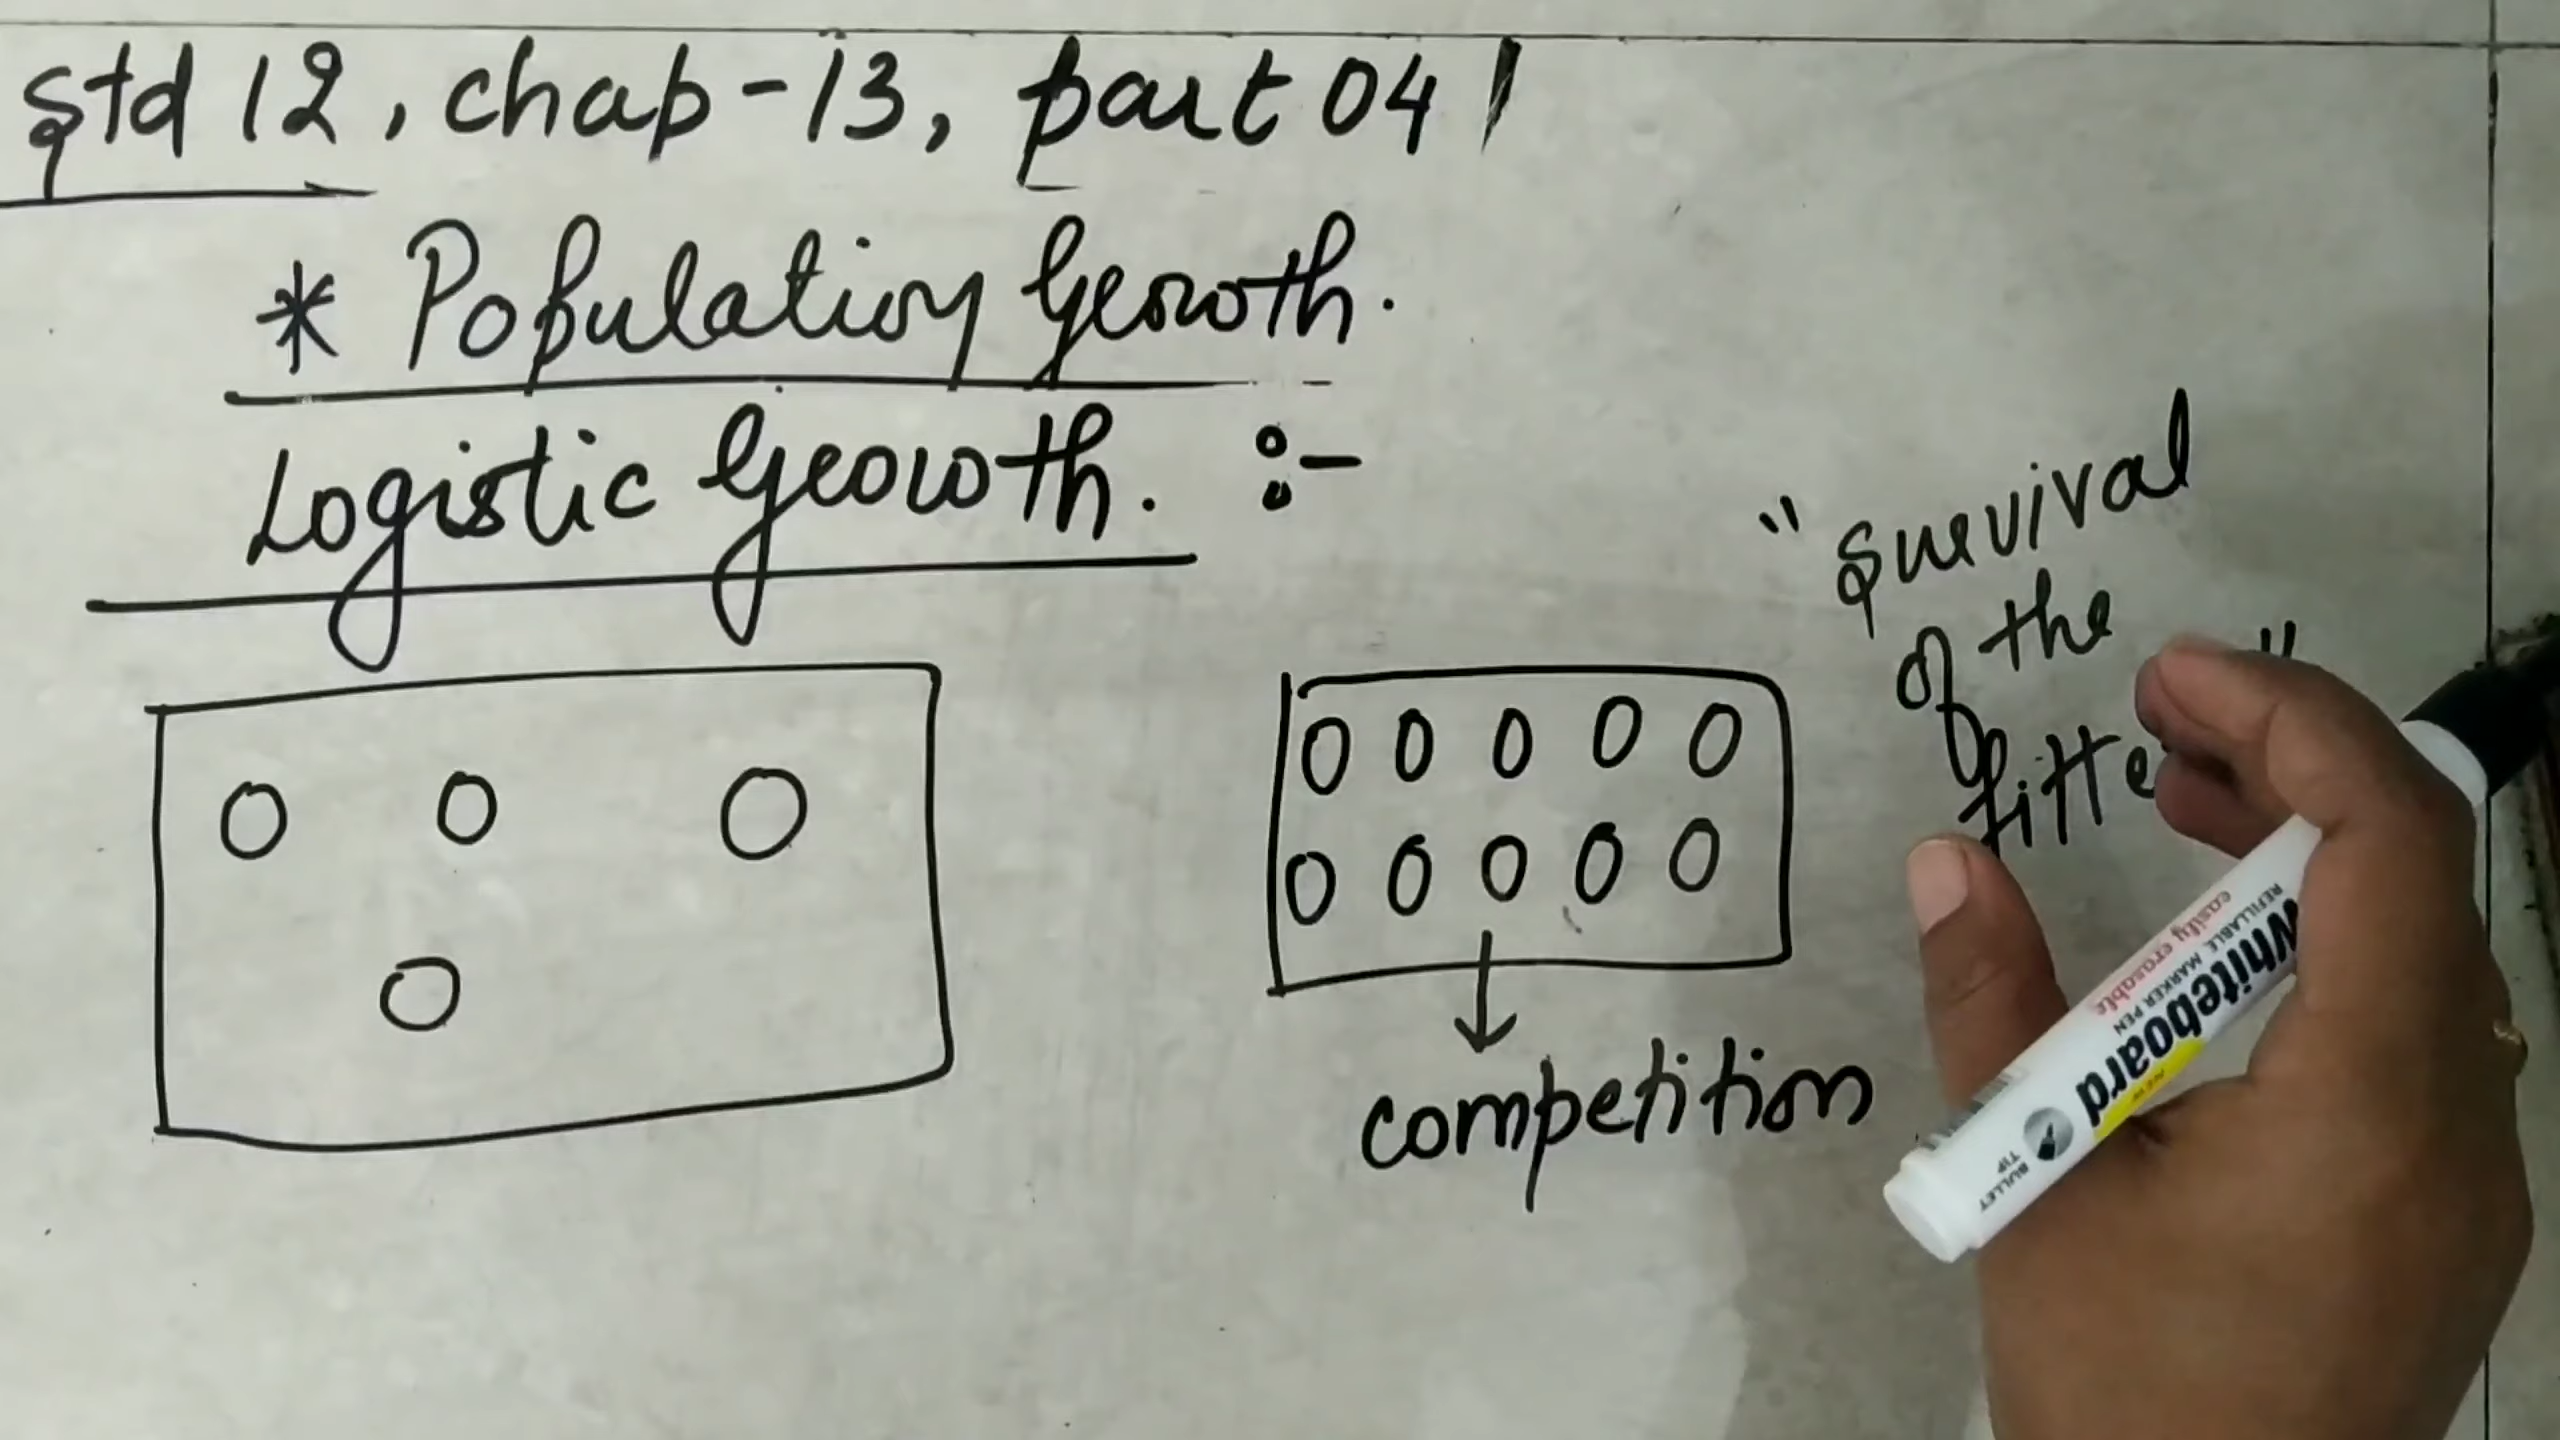 std 12, chap-13, part 04
* Population Growth.
Logistic Growth. :-
"survival
of the
fitte
"
competition
Whiteboard
REFILLABLE MARKER PEN
easily erasable
NEW
BULLET
TIP